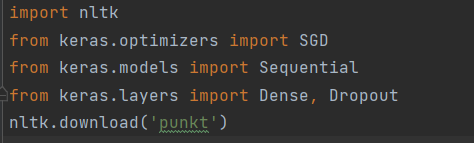 import nltk
from keras.optimizers import SGD
from keras.models import Sequential
from keras.layers import Dense, Dropout
nltk.download('punkt')